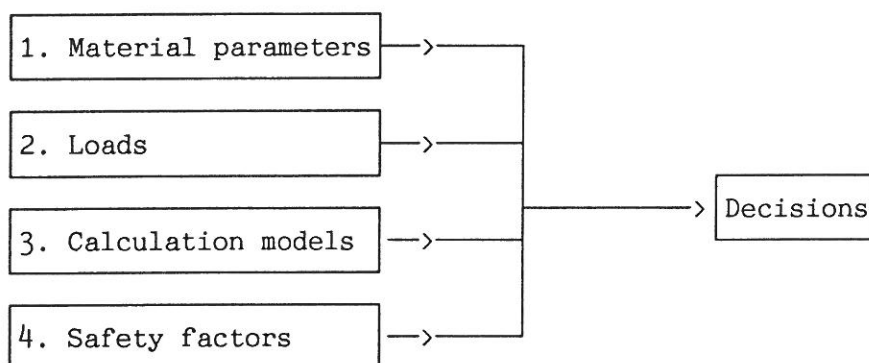 1. Material parameters
2. Loads
3. Calculation models
4. Safety factors
Decisions